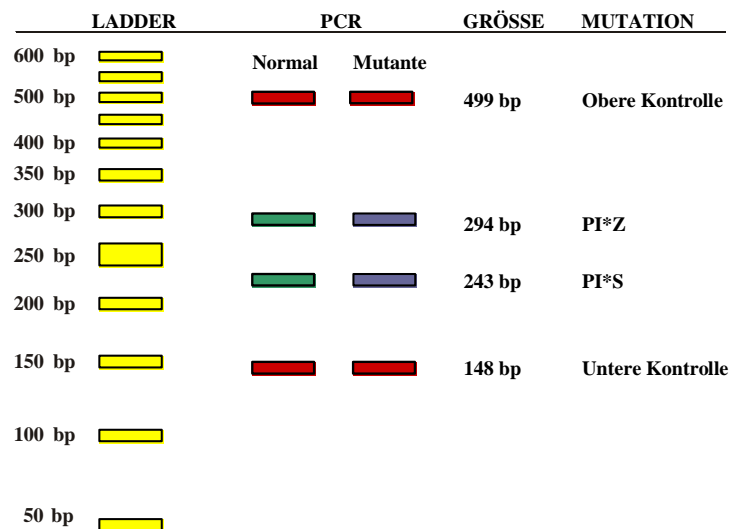 LADDER PCR GRÖSSE MUTATION
600 bp
Normal Mutante
500 bp 499 bp Obere Kontrolle
400 bp
350 bp
300 bp
294 bp PI*Z
250 bp
243 bp PI*S
200 bp
150 bp
148 bp Untere Kontrolle
100 bp
50 bp